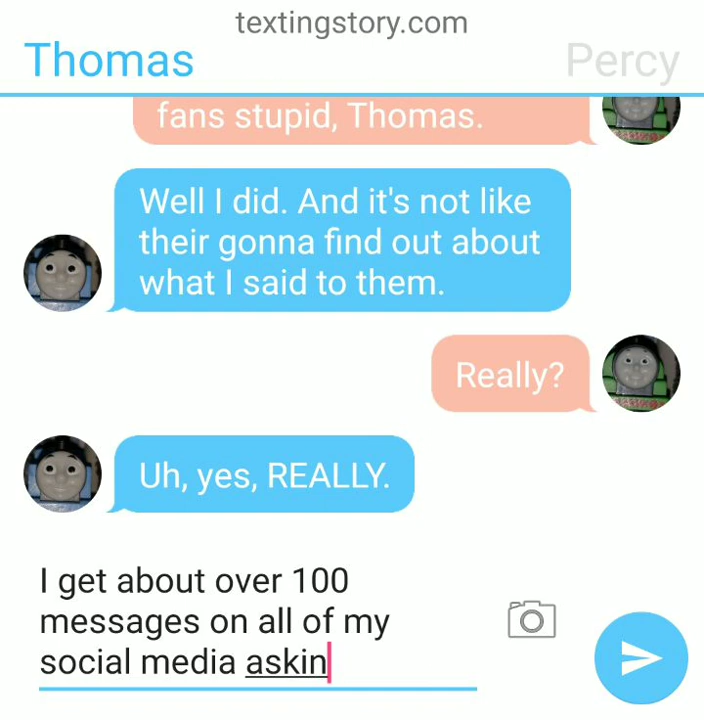 textingstory.com
Thomas
Percy
fans stupid, Thomas.
Well I did. And it's not like
their gonna find out about
what I said to them.
Really?
Uh, yes, REALLY.
I get about over 100
messages on all of my
social media askin